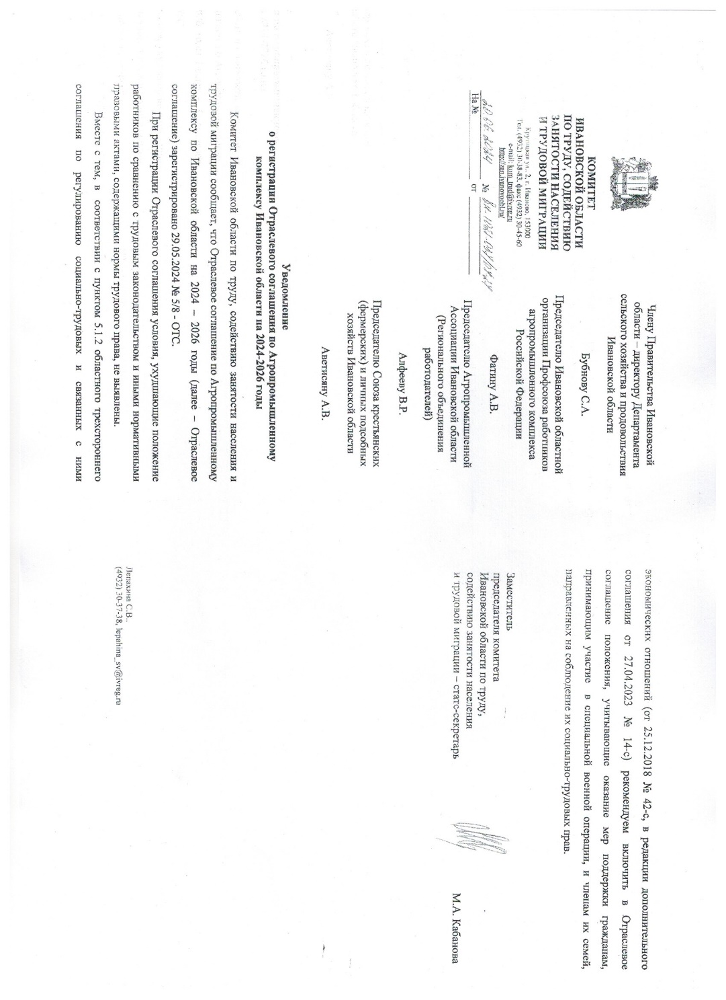 КОМИТЕТ
ИВАНОВСКОЙ ОБЛАСТИ
ПО ТРУДУ, СОДЕЙСТВИЮ
ЗАНЯТОСТИ НАСЕЛЕНИЯ
И ТРУДОВОЙ МИГРАЦИИ
Крутицкая ул., 2, г. Иваново, 153000
Тел. (4932) 30-38-83, факс (4932) 30-45-60
e-mail: kom_trud@ivreg.ru
http://zan.ivanovoobl.ru/
20.06.2024 №
На № от
Члену Правительства Ивановской
области – директору Департамента
сельского хозяйства и продовольствия
Ивановской области
Бубнову С.А.
Председателю Ивановской областной
организации Профсоюза работников
агропромышленного комплекса
Российской Федерации
Фатину А.В.
Председателю Агропромышленной
Ассоциации Ивановской области
(Регионального объединения
работодателей)
Алфееву В.Р.
Председателю Союза крестьянских
(фермерских) и личных подсобных
хозяйств Ивановской области
Аветисяну А.В.
Уведомление
о регистрации Отраслевого соглашения по Агропромышленному
комплексу Ивановской области на 2024-2026 годы
Комитет Ивановской области по труду, содействию занятости населения и
трудовой миграции сообщает, что Отраслевое соглашение по Агропромышленному
комплексу по Ивановской области на 2024 – 2026 годы (далее – Отраслевое
соглашение) зарегистрировано 29.05.2024 № 5/8 - ОТС.
При регистрации Отраслевого соглашения условия, ухудшающие положение
работников по сравнению с трудовым законодательством и иными нормативными
правовыми актами, содержащими нормы трудового права, не выявлены.
Вместе с тем, в соответствии с пунктом 5.1.2 областного трехстороннего
соглашения по регулированию социально-трудовых и связанных с ними
экономических отношений (от 25.12.2018 № 42-с, в редакции дополнительного
соглашения от 27.04.2023 № 14-с) рекомендуем включить в Отраслевое
соглашение положения, учитывающие оказание мер поддержки гражданам,
принимающим участие в специальной военной операции, и членам их семей,
направленных на соблюдение их социально-трудовых прав.
Заместитель
председателя комитета
Ивановской области по труду,
содействию занятости населения
и трудовой миграции – статс-секретарь
М.А. Кабанова
Лепахина С.В..
(4932) 30-37-38, lepahina_sv@ivreg.ru